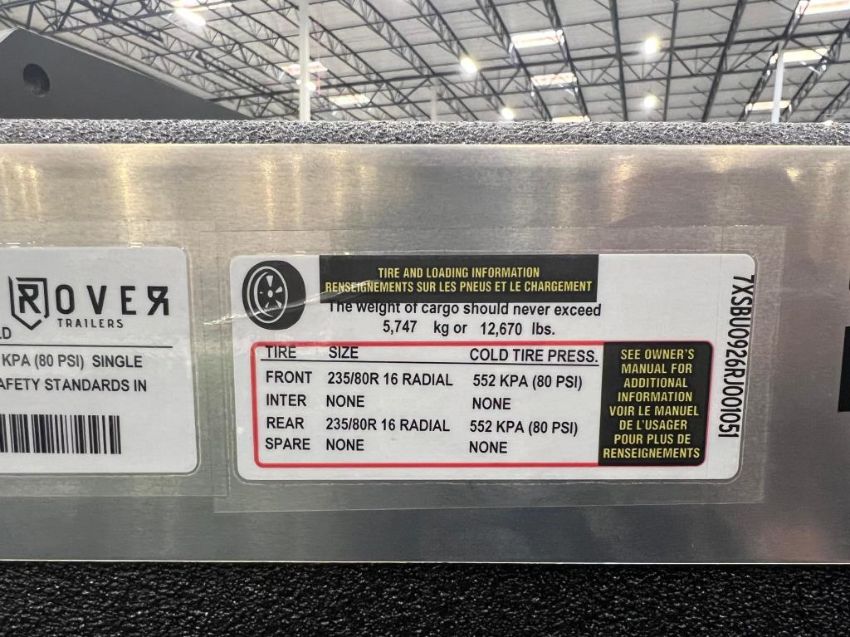 ROVER
TRAILERS
LD
KPA (80 PSI) SINGLE
AFETY STANDARDS IN
TIRE AND LOADING INFORMATION
RENSEIGNEMENTS SUR LES PNEUS ET LE CHARGEMENT
The weight of cargo should never exceed
5,747 kg or 12,670 lbs.
TIRE SIZE COLD TIRE PRESS.
FRONT 235/80R 16 RADIAL 552 KPA (80 PSI)
INTER NONE NONE
REAR 235/80R 16 RADIAL 552 KPA (80 PSI)
SPARE NONE NONE
SEE OWNER'S
MANUAL FOR
ADDITIONAL
INFORMATION
VOIR LE MANUEL
DE L'USAGER
POUR PLUS DE
RENSEIGNEMENTS
7XSBU0926RJ001051